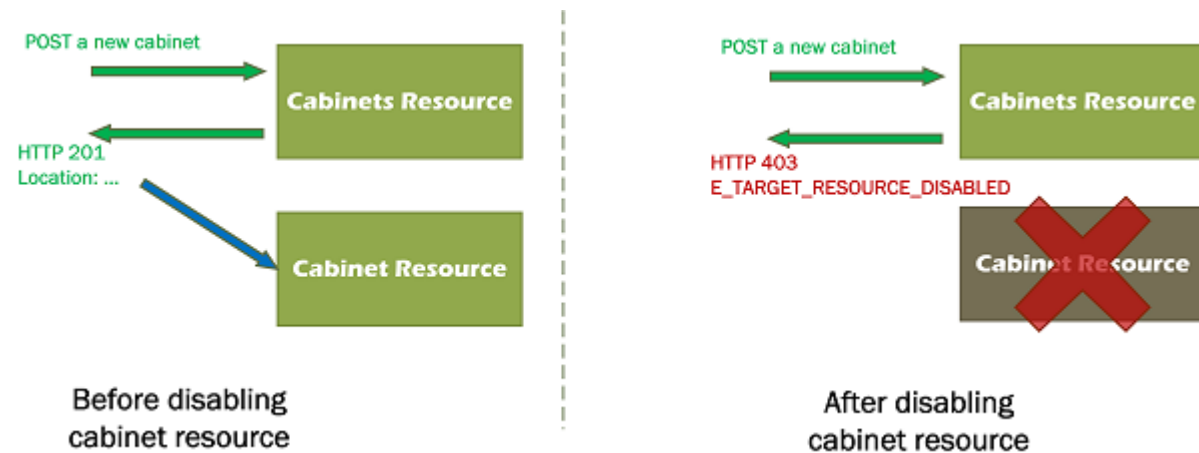 POST a new cabinet
Cabinets Resource
HTTP 201
Location: ...
Cabinet Resource
Before disabling
cabinet resource
POST a new cabinet
Cabinets Resource
HTTP 403
E_TARGET_RESOURCE_DISABLED
Cabinet Resource
After disabling
cabinet resource